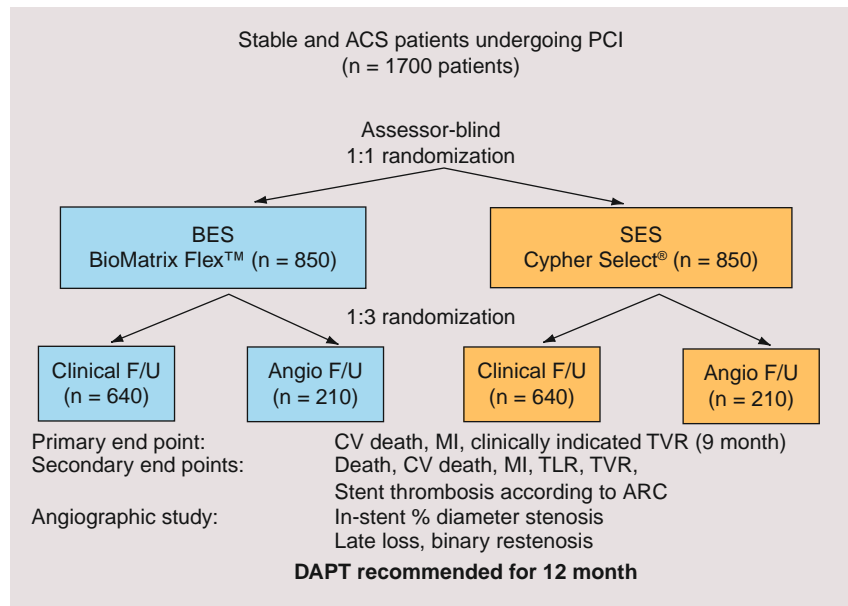 Stable and ACS patients undergoing PCI
(n = 1700 patients)
Assessor-blind
1:1 randomization
BES
BioMatrix Flex™ (n = 850)
SES
Cypher Select® (n = 850)
1:3 randomization
Clinical F/U
(n = 640)
Angio F/U
(n = 210)
Clinical F/U
(n = 640)
Angio F/U
(n = 210)
Primary end point: CV death, MI, clinically indicated TVR (9 month)
Secondary end points: Death, CV death, MI, TLR, TVR,
Stent thrombosis according to ARC
Angiographic study: In-stent % diameter stenosis
Late loss, binary restenosis
DAPT recommended for 12 month